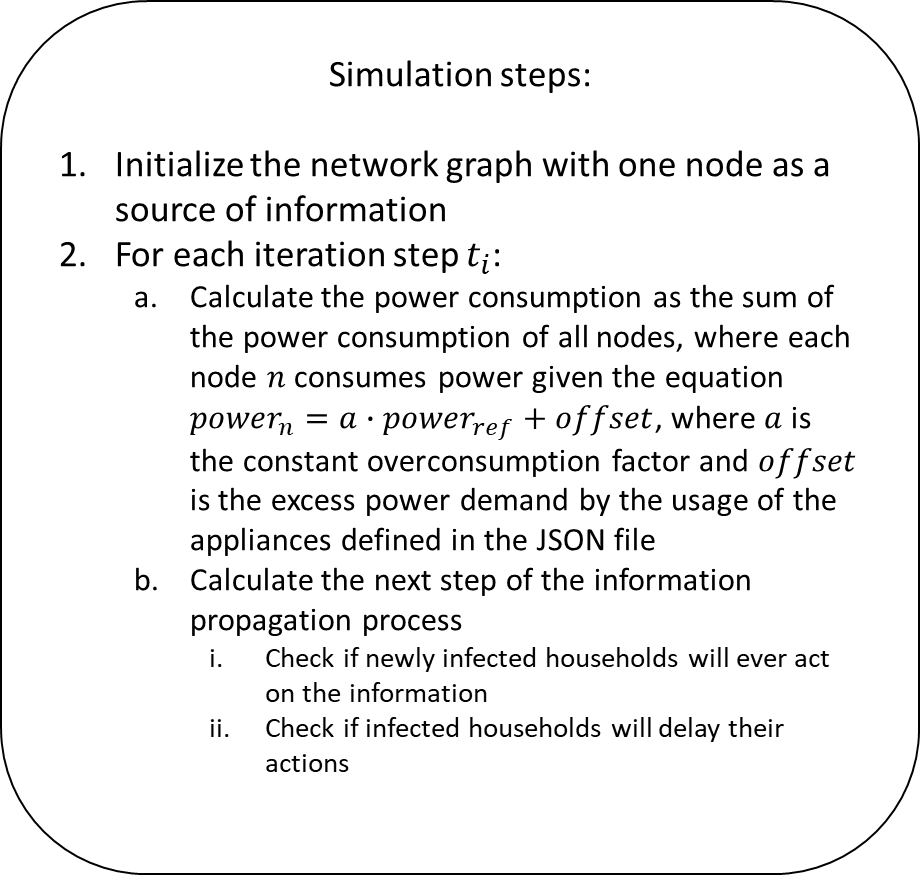 Simulation steps:
1. Initialize the network graph with one node as a
source of information
2. For each iteration step tᵢ:
a. Calculate the power consumption as the sum of
the power consumption of all nodes, where each
node n consumes power given the equation
powerₙ = a · power_ref + offset, where a is
the constant overconsumption factor and offset
is the excess power demand by the usage of the
appliances defined in the JSON file
b. Calculate the next step of the information
propagation process
i. Check if newly infected households will ever act
on the information
ii. Check if infected households will delay their
actions